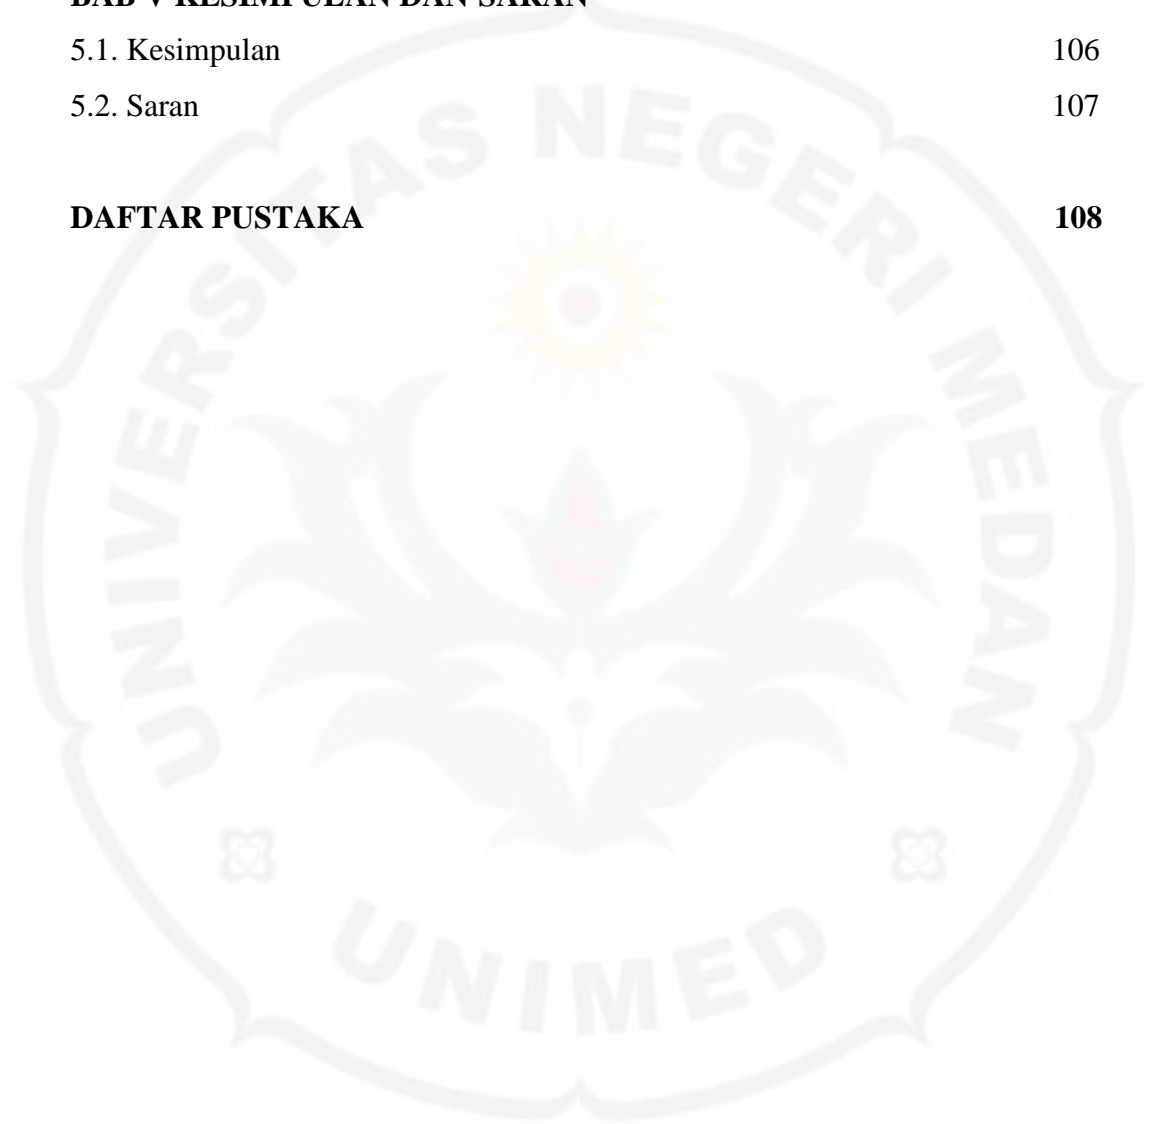 BAB V KESIMPULAN DAN SARAN
5.1. Kesimpulan 106
5.2. Saran 107
DAFTAR PUSTAKA 108
UNIVERSITAS NEGERI MEDAN
UNIMED